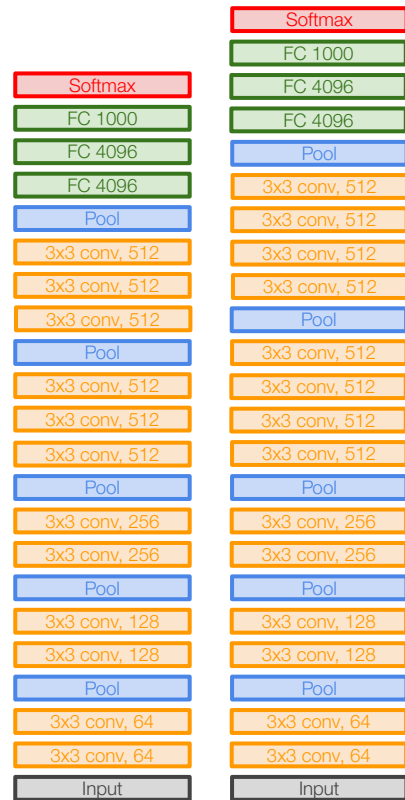 Softmax
FC 1000
FC 4096
FC 4096
Pool
3x3 conv, 512
3x3 conv, 512
3x3 conv, 512
Pool
3x3 conv, 512
3x3 conv, 512
3x3 conv, 512
Pool
3x3 conv, 256
3x3 conv, 256
Pool
3x3 conv, 128
3x3 conv, 128
Pool
3x3 conv, 64
3x3 conv, 64
Input
Softmax
FC 1000
FC 4096
FC 4096
Pool
3x3 conv, 512
3x3 conv, 512
3x3 conv, 512
3x3 conv, 512
Pool
3x3 conv, 512
3x3 conv, 512
3x3 conv, 512
3x3 conv, 512
Pool
3x3 conv, 256
3x3 conv, 256
Pool
3x3 conv, 128
3x3 conv, 128
Pool
3x3 conv, 64
3x3 conv, 64
Input